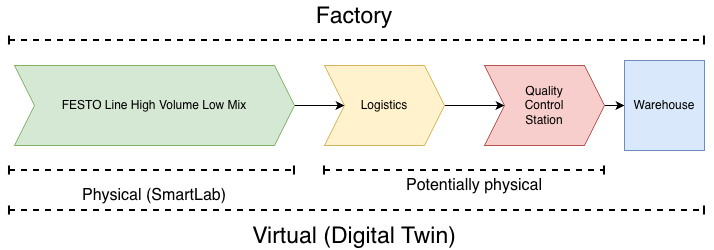 Factory
FESTO Line High Volume Low Mix
Logistics
Quality
Control
Station
Warehouse
Physical (SmartLab)
Potentially physical
Virtual (Digital Twin)